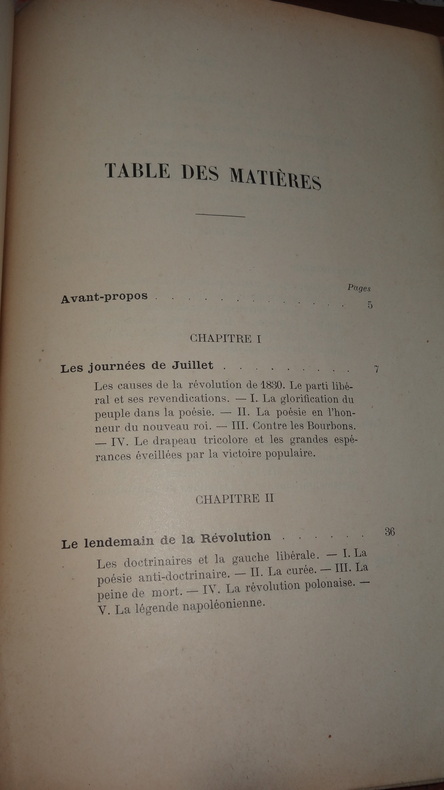 TABLE DES MATIÈRES
Pages
Avant-propos . . . . . . . . . . . . 5
CHAPITRE I
Les journées de Juillet . . . . . . . . . 7
Les causes de la révolution de 1830. Le parti libé-
ral et ses revendications. — I. La glorification du
peuple dans la poésie. — II. La poésie en l'hon-
neur du nouveau roi. — III. Contre les Bourbons.
— IV. Le drapeau tricolore et les grandes espé-
rances éveillées par la victoire populaire.
CHAPITRE II
Le lendemain de la Révolution . . . . . . 36
Les doctrinaires et la gauche libérale. — I. La
poésie anti-doctrinaire. — II. La curée. — III. La
peine de mort. — IV. La révolution polonaise. —
V. La légende napoléonienne.